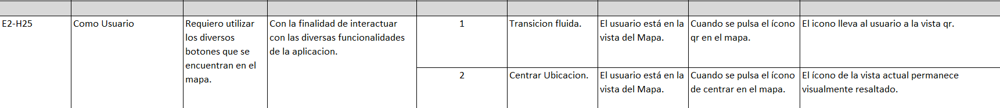 E2-H25
Como Usuario
Requiero utilizar
los diversos
botones que se
encuentran en el
mapa.
Con la finalidad de interactuar
con las diversas funcionalidades
de la aplicacion.
1
Transicion fluida.
El usuario está en la
vista del Mapa.
Cuando se pulsa el ícono
qr en el mapa.
El icono lleva al usuario a la vista qr.
2
Centrar Ubicacion.
El usuario está en la
vista del Mapa.
Cuando se pulsa el ícono
de centrar en el mapa.
El ícono de la vista actual permanece
visualmente resaltado.